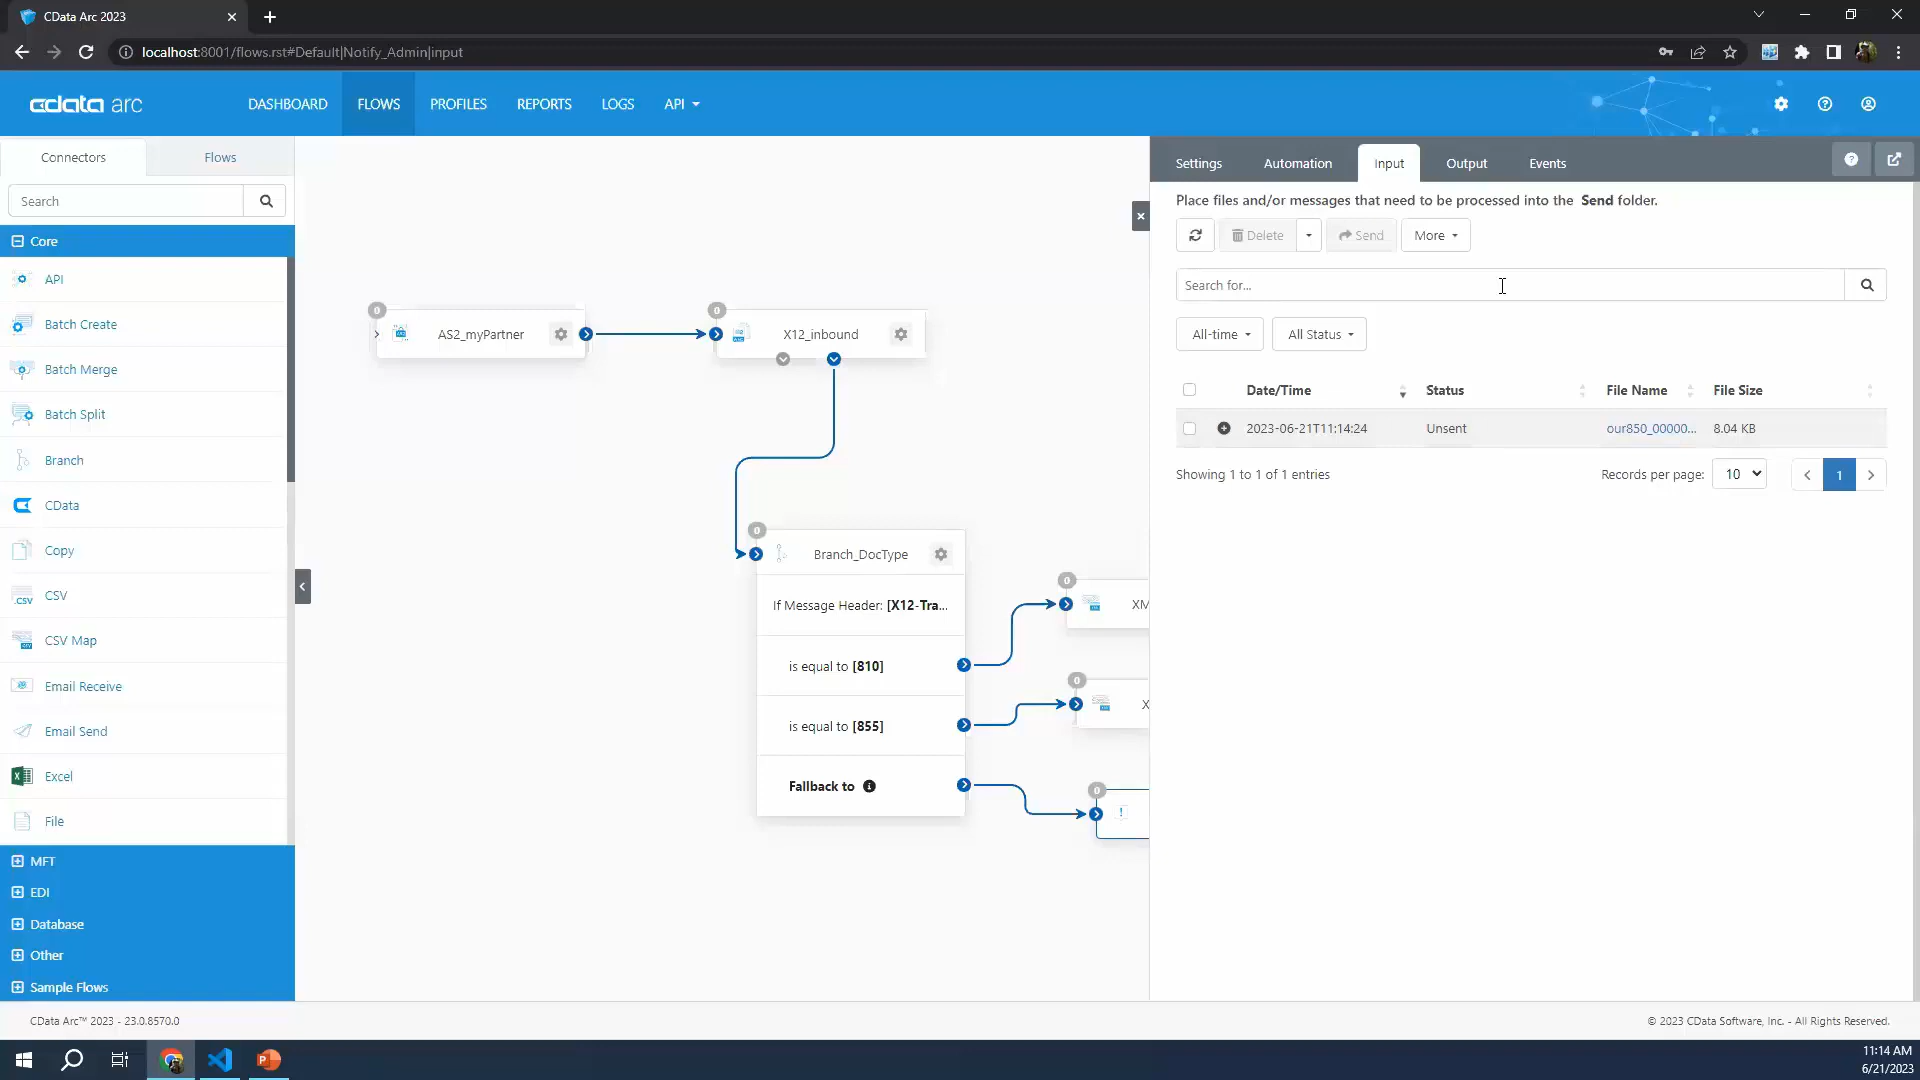 CData Arc 2023
localhost:8001/flows.rst#Default|Notify_Admin|input
cdata arc
DASHBOARD
FLOWS
PROFILES
REPORTS
LOGS
API
Connectors
Flows
Search
Core
API
Batch Create
Batch Merge
Batch Split
Branch
CData
Copy
CSV
CSV Map
Email Receive
Email Send
Excel
File
MFT
EDI
Database
Other
Sample Flows
0
AS2_myPartner
0
X12_inbound
0
Branch_DocType
If Message Header: [X12-Tra...
is equal to [810]
is equal to [855]
Fallback to
0
XM
0
X
0
Settings
Automation
Input
Output
Events
Place files and/or messages that need to be processed into the Send folder.
Delete
Send
More
Search for...
All-time
All Status
Date/Time
Status
File Name
File Size
2023-06-21T11:14:24
Unsent
our850_00000...
8.04 KB
Showing 1 to 1 of 1 entries
Records per page:
10
1
CData Arc™ 2023 - 23.0.8570.0
© 2023 CData Software, Inc. - All Rights Reserved.
11:14 AM
6/21/2023